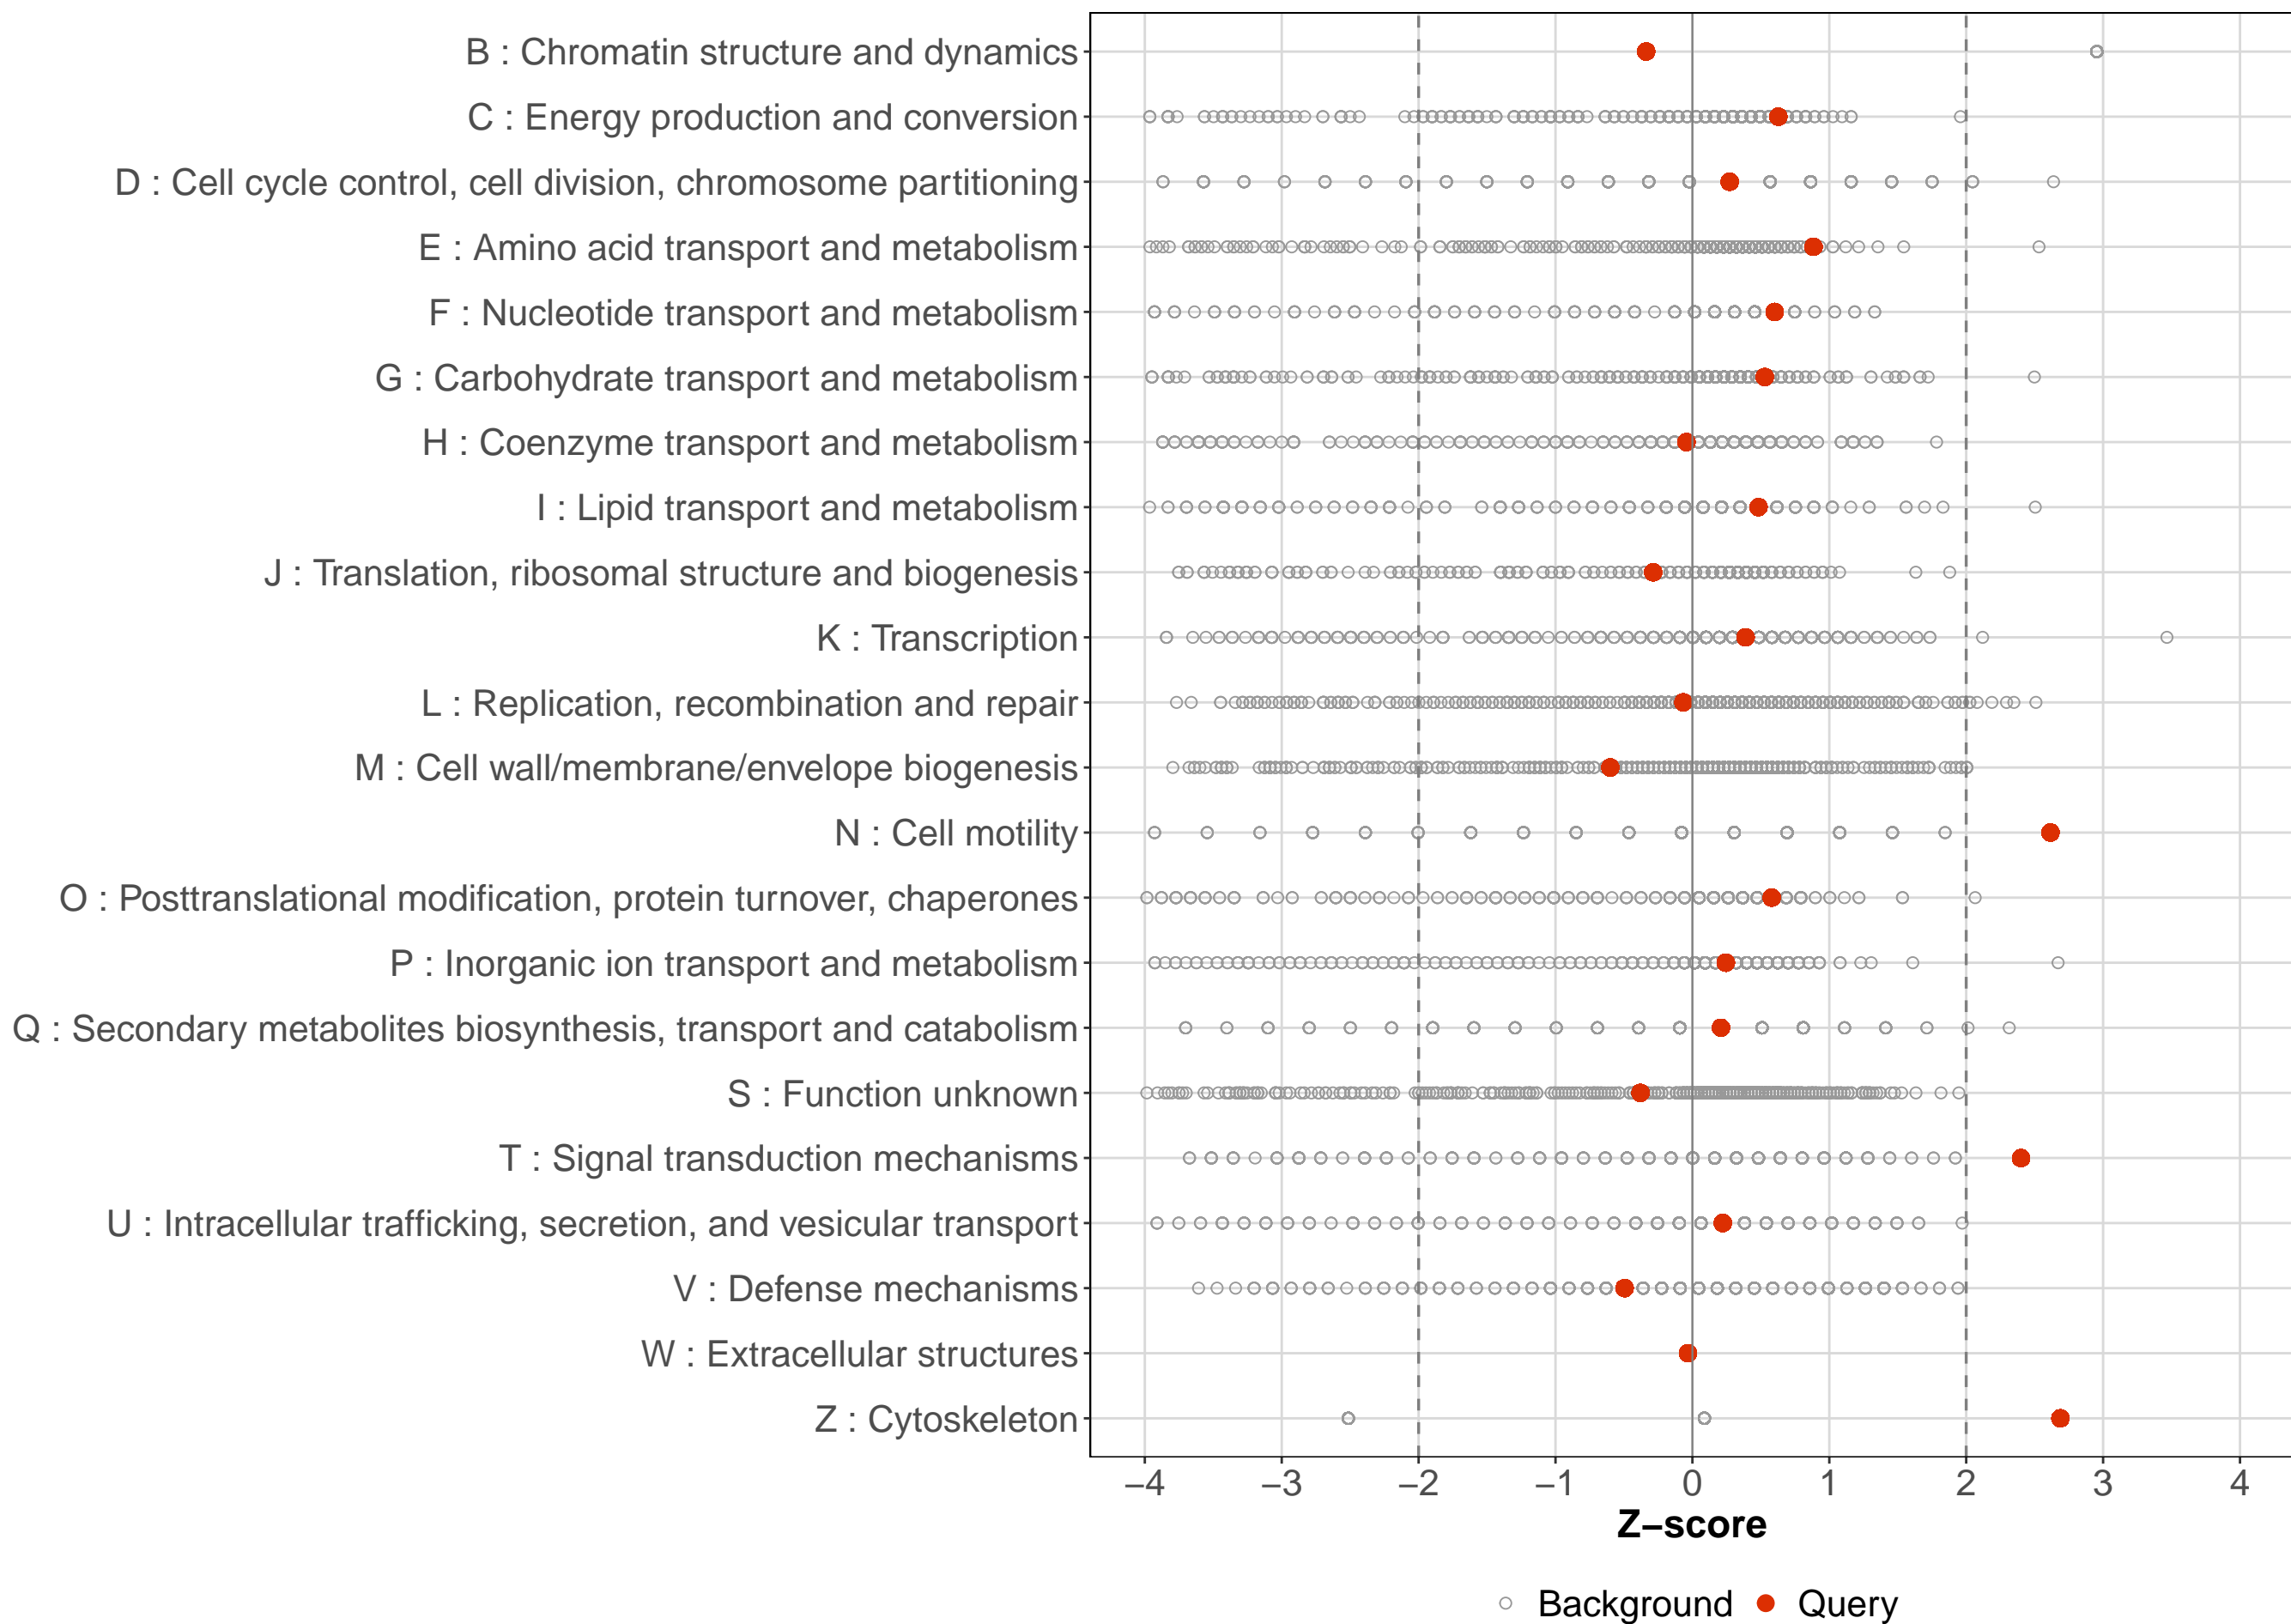 B : Chromatin structure and dynamics
C : Energy production and conversion
D : Cell cycle control, cell division, chromosome partitioning
E : Amino acid transport and metabolism
F : Nucleotide transport and metabolism
G : Carbohydrate transport and metabolism
H : Coenzyme transport and metabolism
I : Lipid transport and metabolism
J : Translation, ribosomal structure and biogenesis
K : Transcription
L : Replication, recombination and repair
M : Cell wall/membrane/envelope biogenesis
N : Cell motility
O : Posttranslational modification, protein turnover, chaperones
P : Inorganic ion transport and metabolism
Q : Secondary metabolites biosynthesis, transport and catabolism
S : Function unknown
T : Signal transduction mechanisms
U : Intracellular trafficking, secretion, and vesicular transport
V : Defense mechanisms
W : Extracellular structures
Z : Cytoskeleton
−4 −3 −2 −1 0 1 2 3 4
Z−score
Background Query